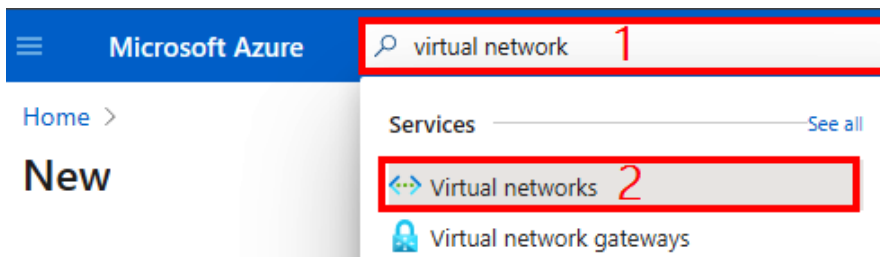 Microsoft Azure
virtual network 1
Home >
New
Services
See all
Virtual networks 2
Virtual network gateways